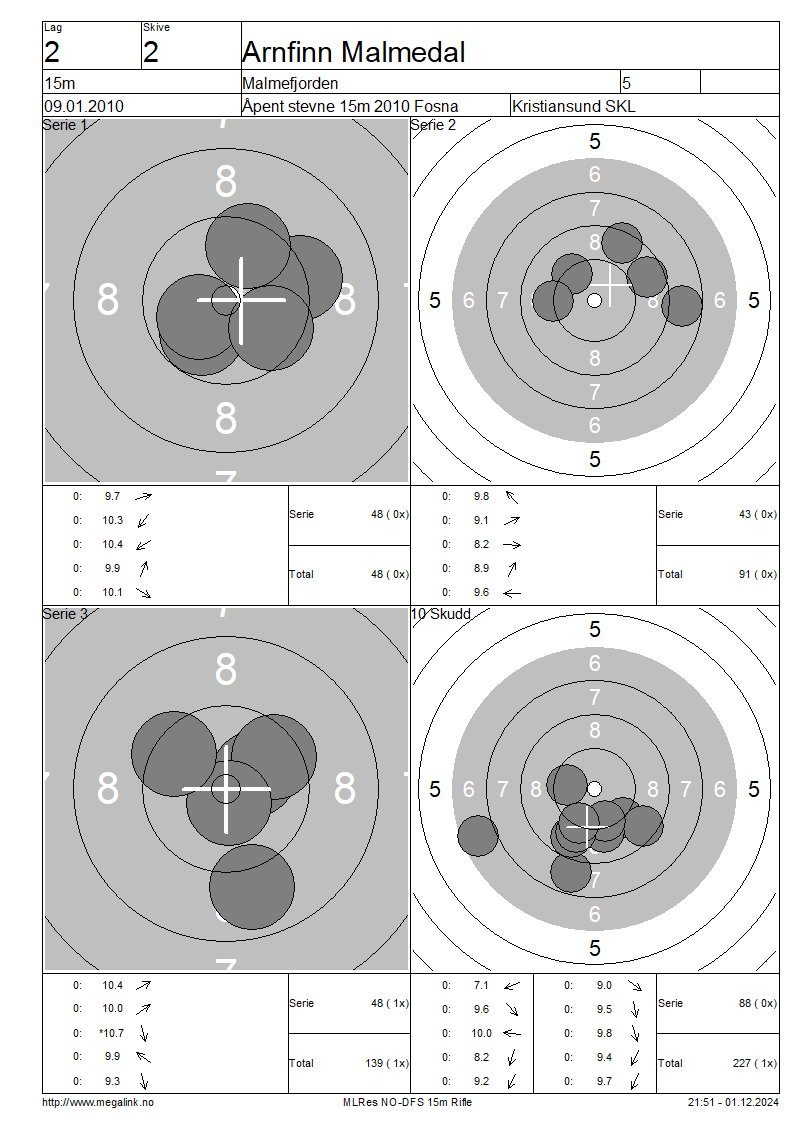 Lag Skive
2 2 Arnfinn Malmedal
15m Malmefjorden 5
09.01.2010 Åpent stevne 15m 2010 Fosna Kristiansund SKL
Serie 1 Serie 2
8
8 8
8
7
5
6
7
8
5 6 7 8 6 5
8
7
6
5
0: 9.7
0: 10.3
0: 10.4
0: 9.9
0: 10.1
Serie 48 ( 0x)
Total 48 ( 0x)
0: 9.8
0: 9.1
0: 8.2
0: 8.9
0: 9.6
Serie 43 ( 0x)
Total 91 ( 0x)
Serie 3 10 Skudd
8
8 8
7
5
6
7
8
5 6 7 8 8 7 6 5
7
6
5
0: 10.4
0: 10.0
0: *10.7
0: 9.9
0: 9.3
Serie 48 ( 1x)
Total 139 ( 1x)
0: 7.1 0: 9.0
0: 9.6 0: 9.5
0: 10.0 0: 9.8
0: 8.2 0: 9.4
0: 9.2 0: 9.7
Serie 88 ( 0x)
Total 227 ( 1x)
http://www.megalink.no MLRes NO-DFS 15m Rifle 21:51 - 01.12.2024